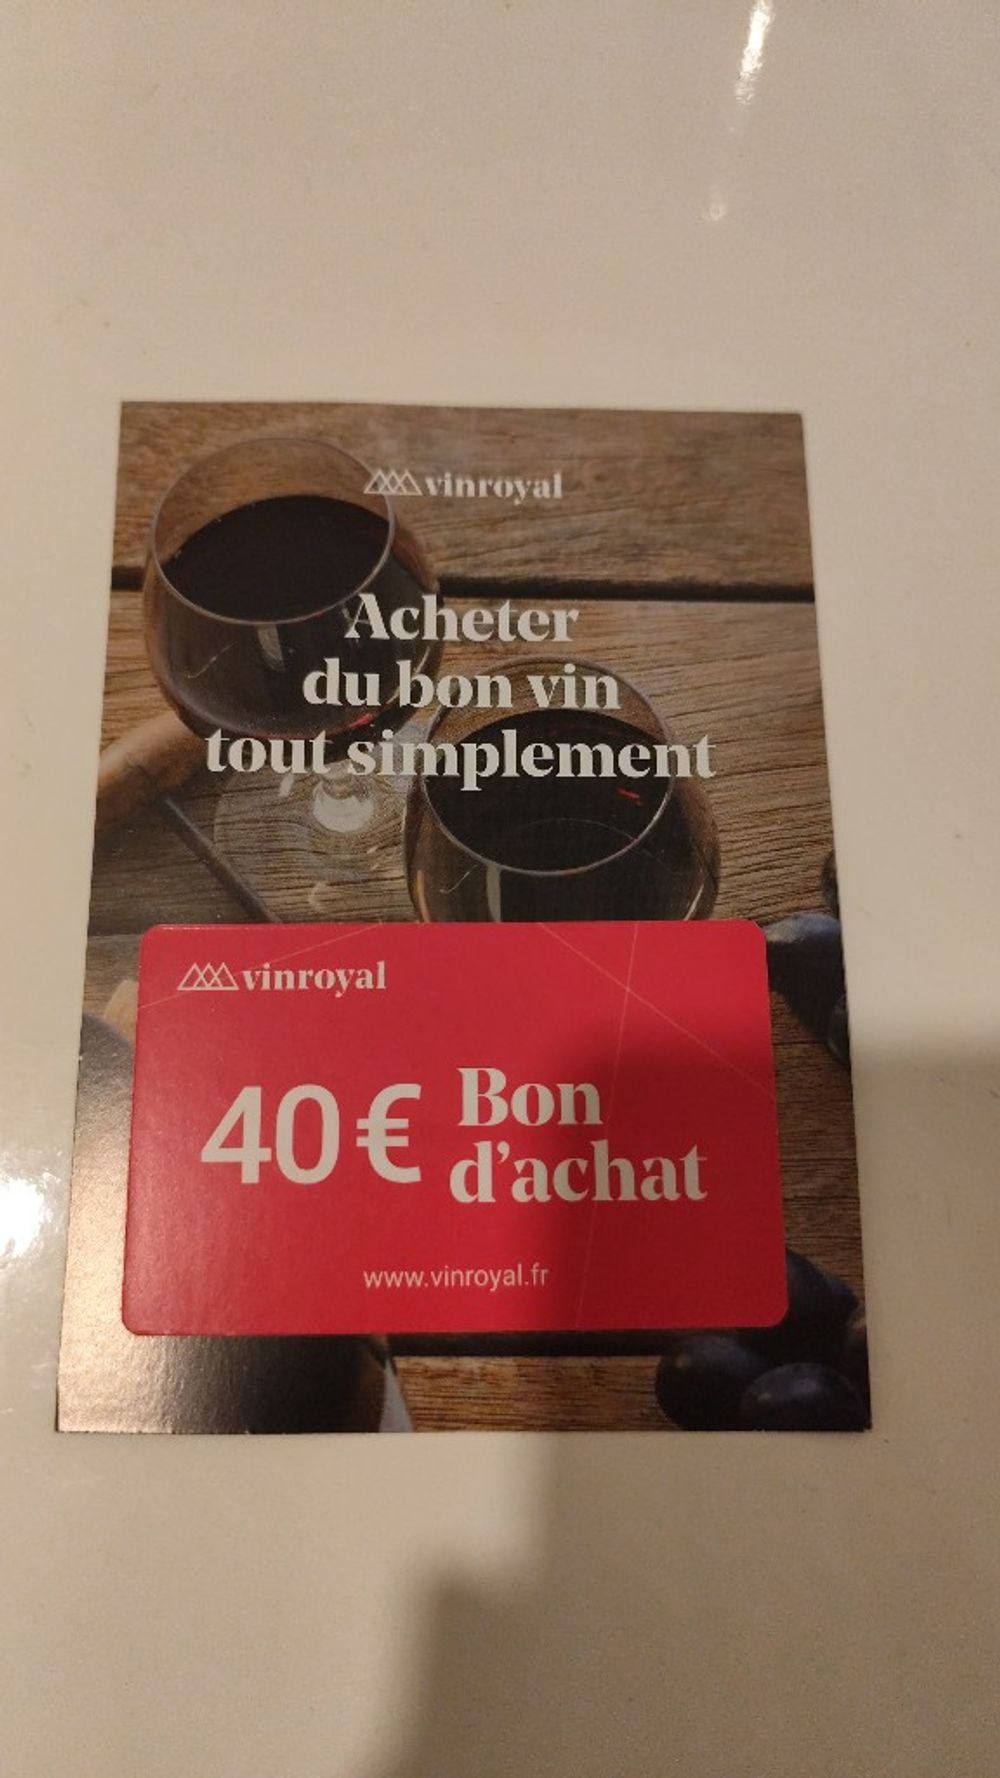 vinroyal
Acheter
du bon vin
tout simplement
vinroyal
40 € Bon
d'achat
www.vinroyal.fr